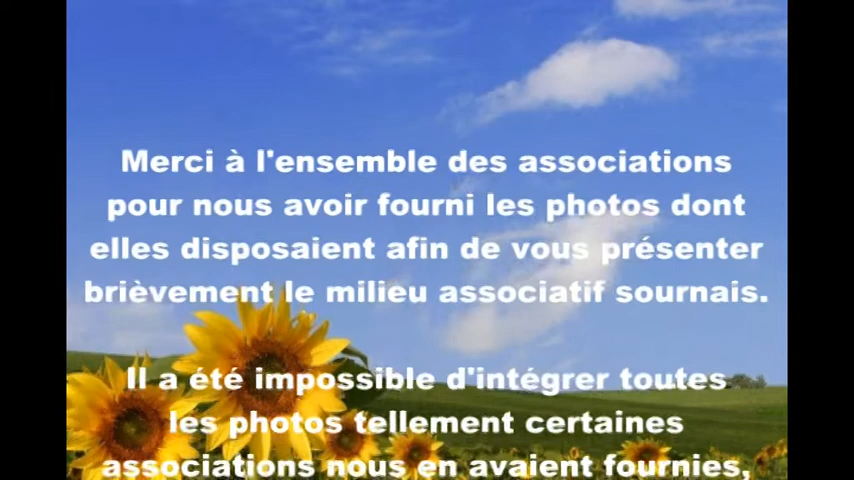 Merci à l'ensemble des associations
pour nous avoir fourni les photos dont
elles disposaient afin de vous présenter
brièvement le milieu associatif sournais.
Il a été impossible d'intégrer toutes
les photos tellement certaines
associations nous en avaient fournies,